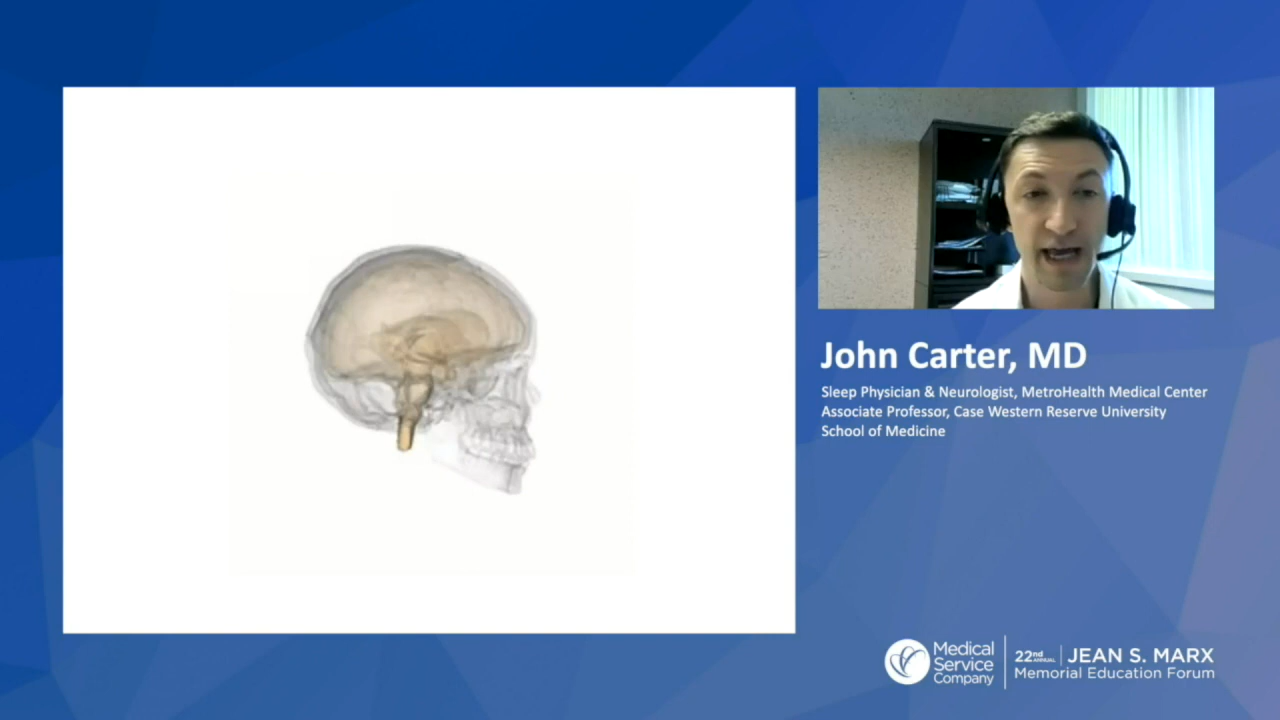 John Carter, MD
Sleep Physician & Neurologist, MetroHealth Medical Center
Associate Professor, Case Western Reserve University
School of Medicine
Medical
Service
Company
22nd ANNUAL JEAN S. MARX
Memorial Education Forum